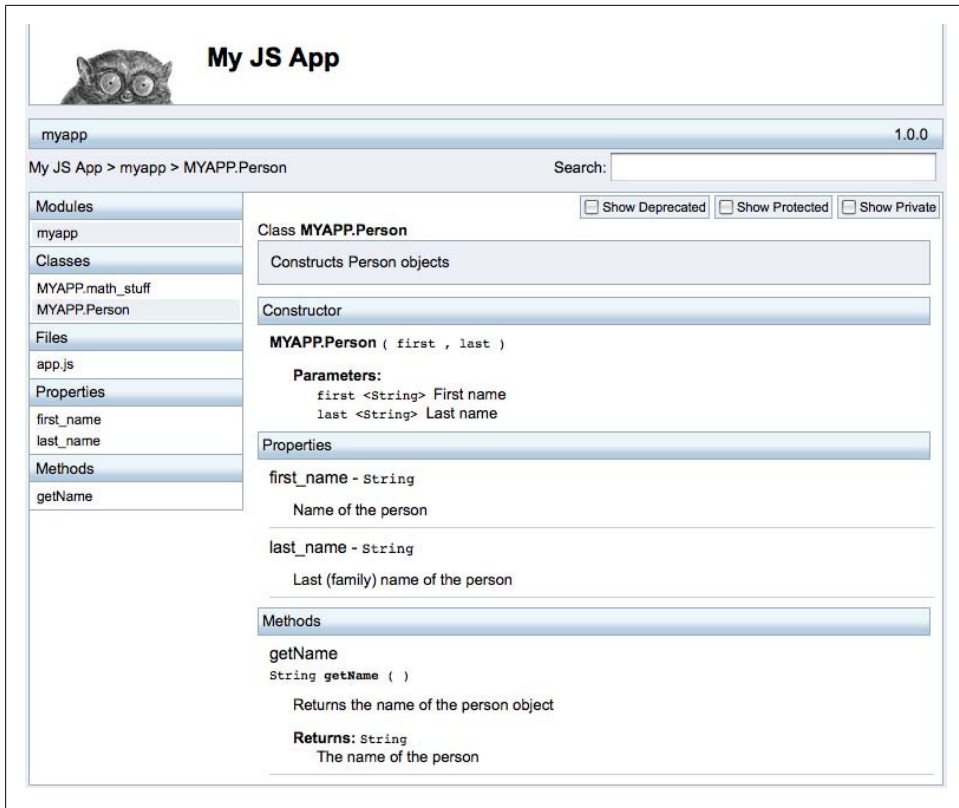 My JS App
myapp 1.0.0
My JS App > myapp > MYAPP.Person Search:
Modules
myapp
Classes
MYAPP.math_stuff
MYAPP.Person
Files
app.js
Properties
first_name
last_name
Methods
getName
Show Deprecated Show Protected Show Private
Class MYAPP.Person
Constructs Person objects
Constructor
MYAPP.Person ( first , last )
Parameters:
first <String> First name
last <String> Last name
Properties
first_name - String
Name of the person
last_name - String
Last (family) name of the person
Methods
getName
String getName ( )
Returns the name of the person object
Returns: String
The name of the person